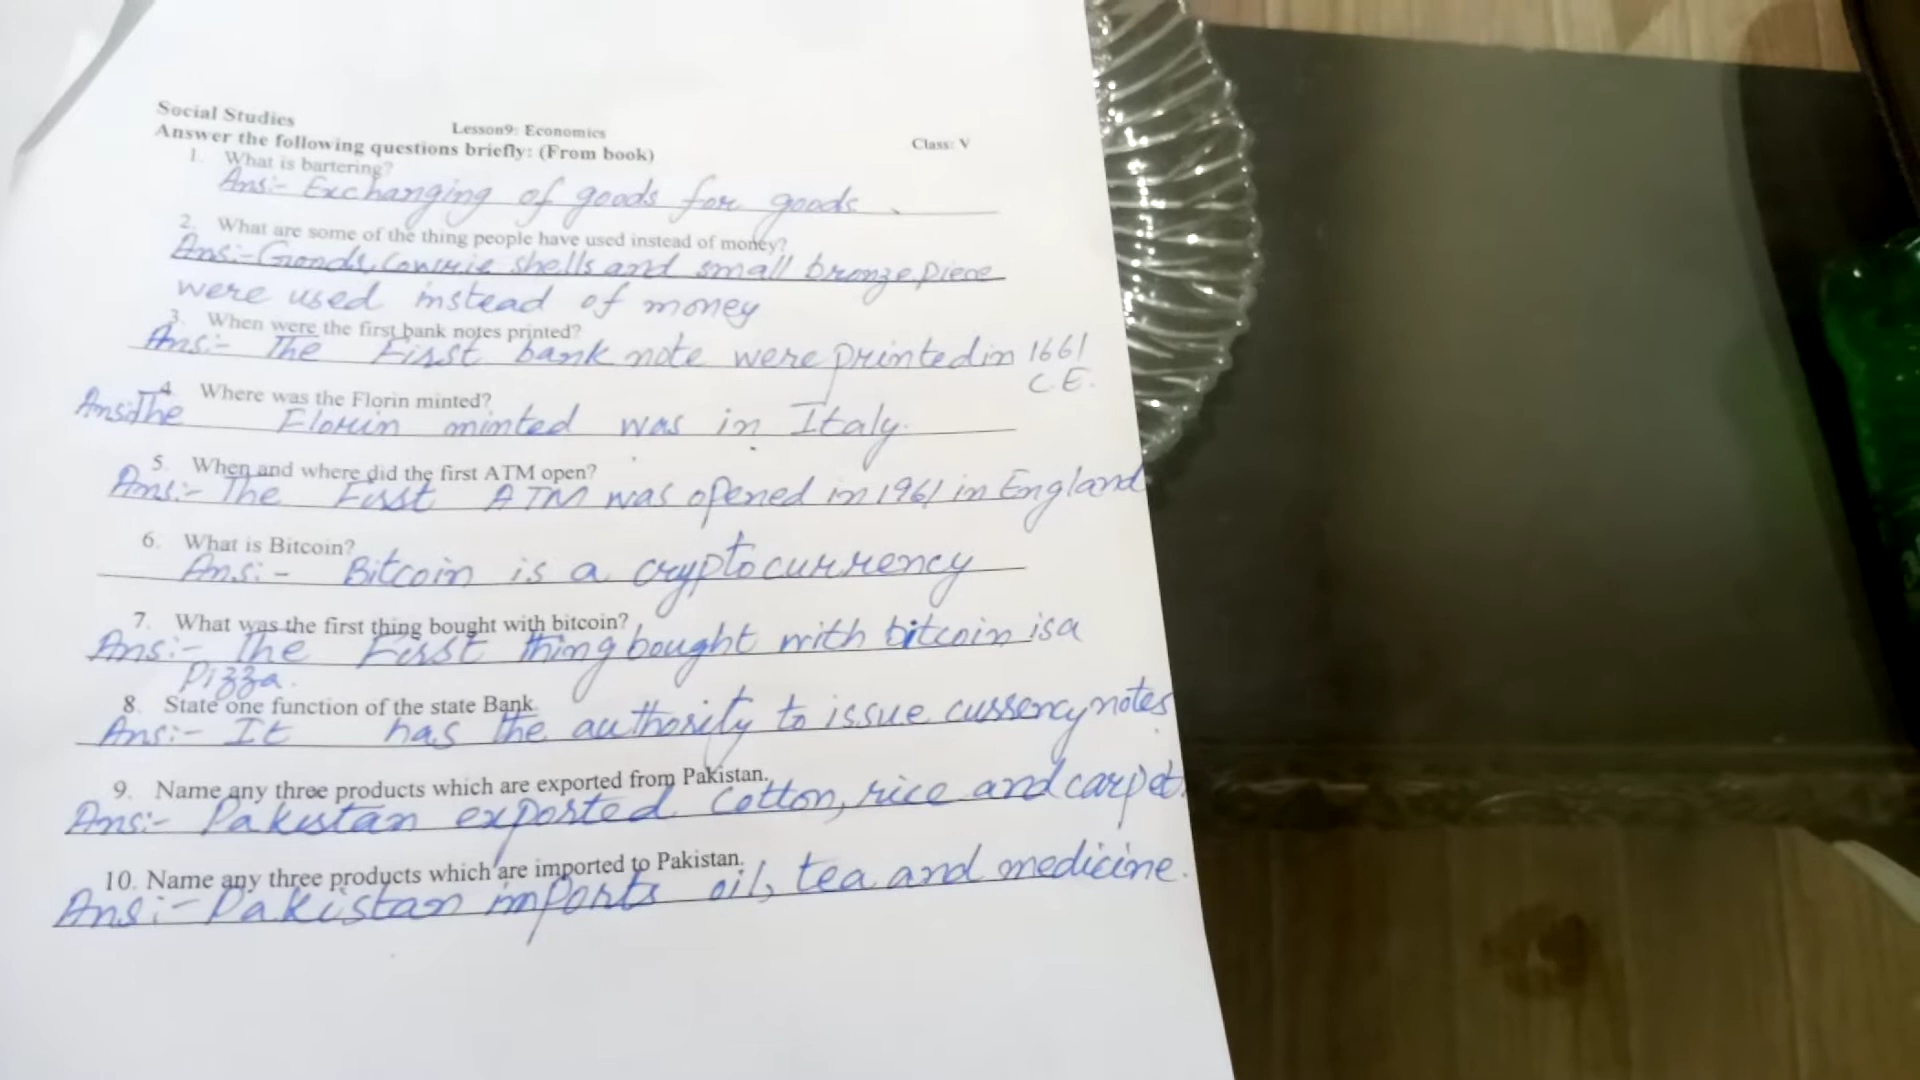 Social Studies
Lesson9: Economics
Class: V
Answer the following questions briefly: (From book)
1. What is bartering?
Ans:- Exchanging of goods for goods.
2. What are some of the thing people have used instead of money?
Ans:- Goods, Cowrie shells and small bronze piece
were used instead of money
3. When were the first bank notes printed?
Ans:- The First bank note were printed in 1661
C.E.
4. Where was the Florin minted?
Ans:The Florin minted was in Italy.
5. When and where did the first ATM open?
Ans:- The First ATM was opened in 1961 in England
6. What is Bitcoin?
Ans:- Bitcoin is a cryptocurrency
7. What was the first thing bought with bitcoin?
Ans:- The First thing bought with bitcoin is a
Pizza.
8. State one function of the state Bank.
Ans:- It has the authority to issue currency notes
9. Name any three products which are exported from Pakistan.
Ans:- Pakistan exported cotton, rice and carpet.
10. Name any three products which are imported to Pakistan.
Ans:- Pakistan imports oil, tea and medicine.